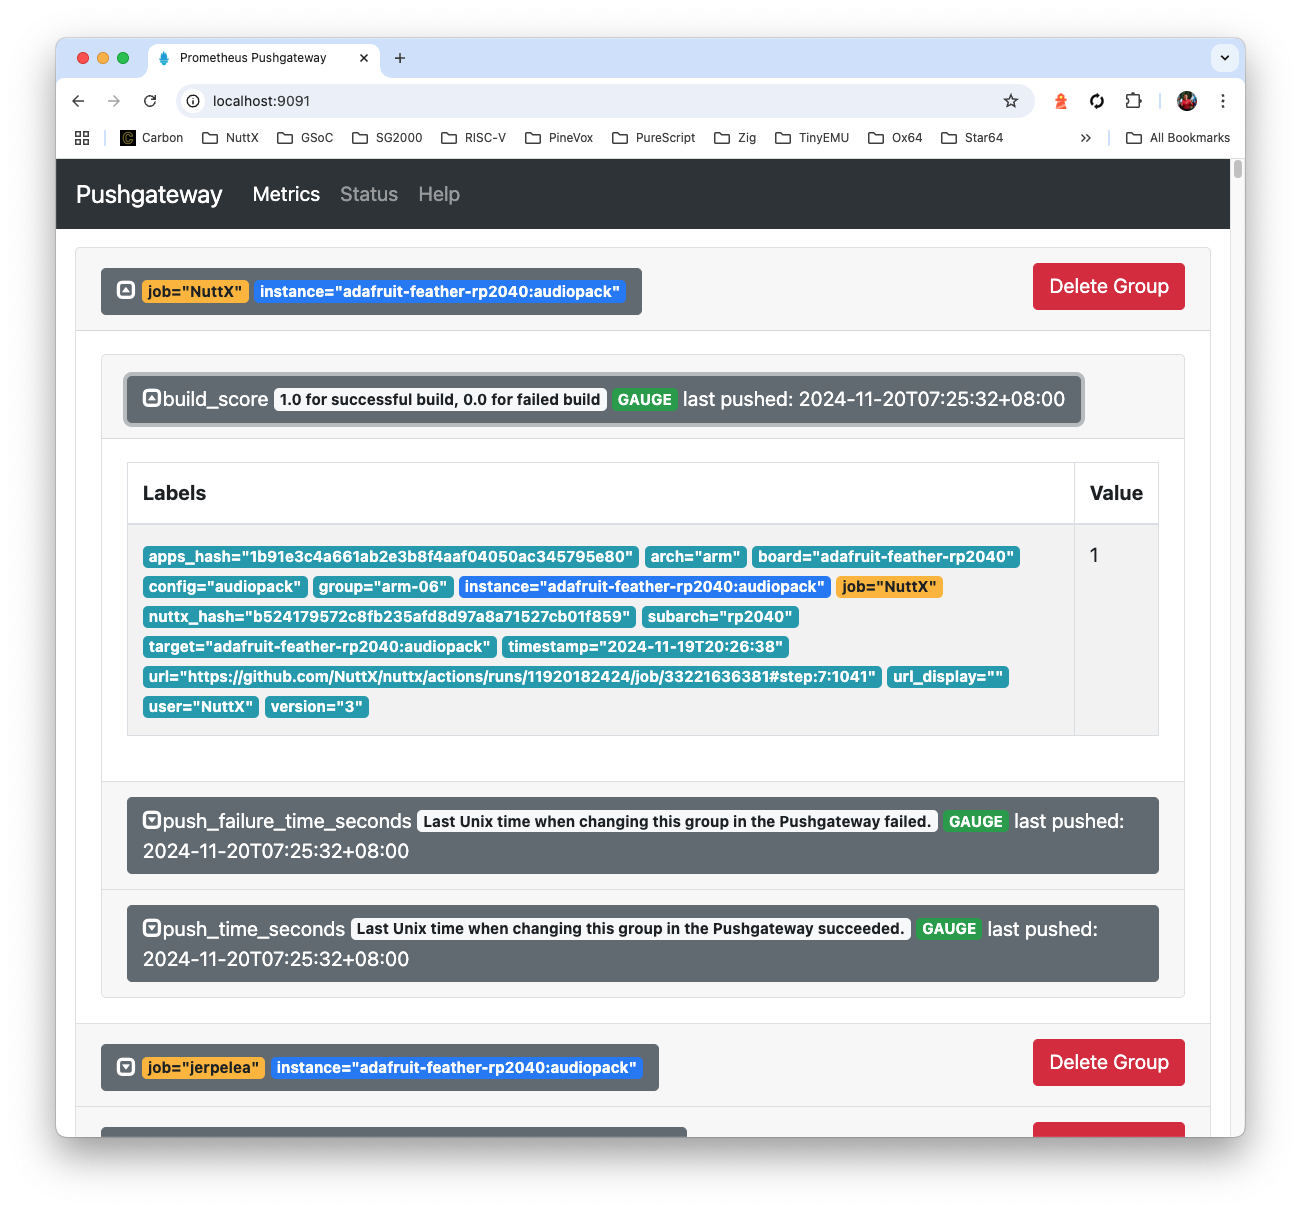 Prometheus Pushgateway
localhost:9091
Carbon NuttX GSoC SG2000 RISC-V PineVox PureScript Zig TinyEMU Ox64 Star64 » All Bookmarks
Pushgateway Metrics Status Help
job="NuttX" instance="adafruit-feather-rp2040:audiopack" Delete Group
build_score 1.0 for successful build, 0.0 for failed build GAUGE last pushed: 2024-11-20T07:25:32+08:00
Labels Value
apps_hash="1b91e3c4a661ab2e3b8f4aaf04050ac345795e80" arch="arm" board="adafruit-feather-rp2040" 1
config="audiopack" group="arm-06" instance="adafruit-feather-rp2040:audiopack" job="NuttX"
nuttx_hash="b524179572c8fb235afd8d97a8a71527cb01f859" subarch="rp2040"
target="adafruit-feather-rp2040:audiopack" timestamp="2024-11-19T20:26:38"
url="https://github.com/NuttX/nuttx/actions/runs/11920182424/job/33221636381#step:7:1041" url_display=""
user="NuttX" version="3"
push_failure_time_seconds Last Unix time when changing this group in the Pushgateway failed. GAUGE last pushed:
2024-11-20T07:25:32+08:00
push_time_seconds Last Unix time when changing this group in the Pushgateway succeeded. GAUGE last pushed:
2024-11-20T07:25:32+08:00
job="jerpelea" instance="adafruit-feather-rp2040:audiopack" Delete Group